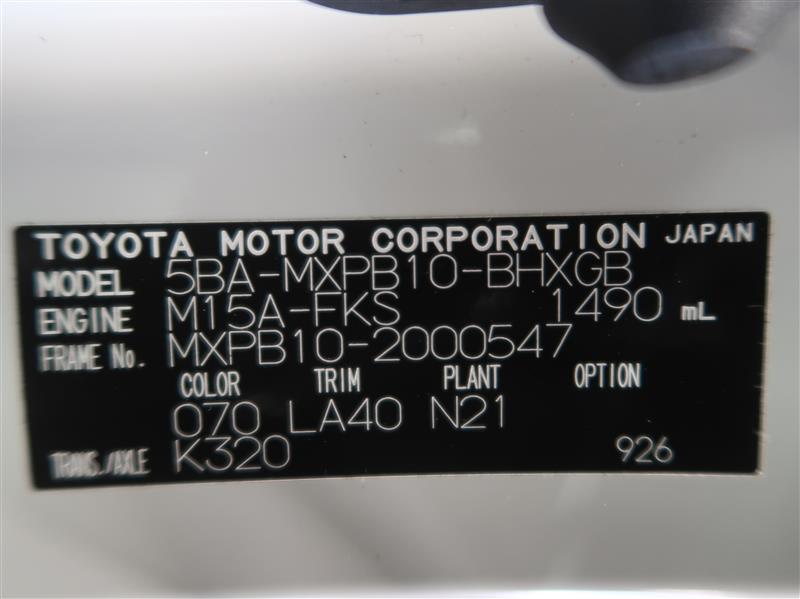 TOYOTA MOTOR CORPORATION JAPAN
MODEL 5BA-MXPB10-BHXGB
ENGINE M15A-FKS 1490 mL
FRAME No. MXPB10-2000547
COLOR TRIM PLANT OPTION
070 LA40 N21
TRANS./AXLE K320 926